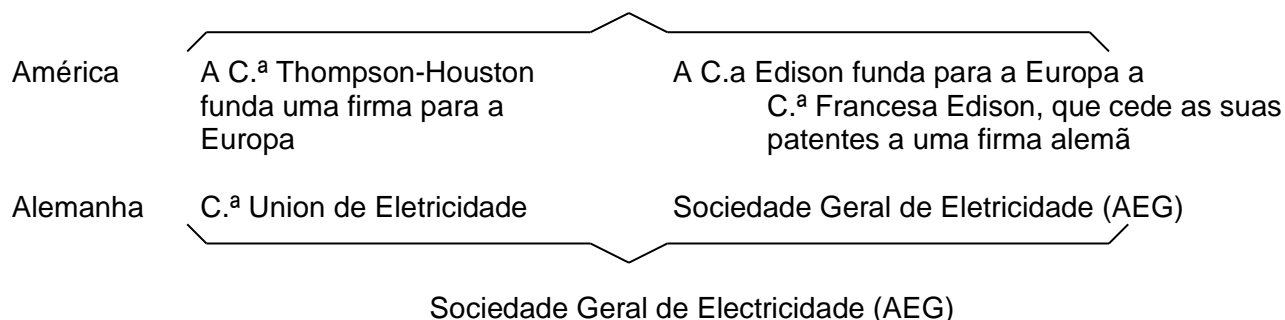 América A C.ª Thompson-Houston A C.a Edison funda para a Europa a
funda uma firma para a C.ª Francesa Edison, que cede as suas
Europa patentes a uma firma alemã
Alemanha C.ª Union de Eletricidade Sociedade Geral de Eletricidade (AEG)
Sociedade Geral de Electricidade (AEG)